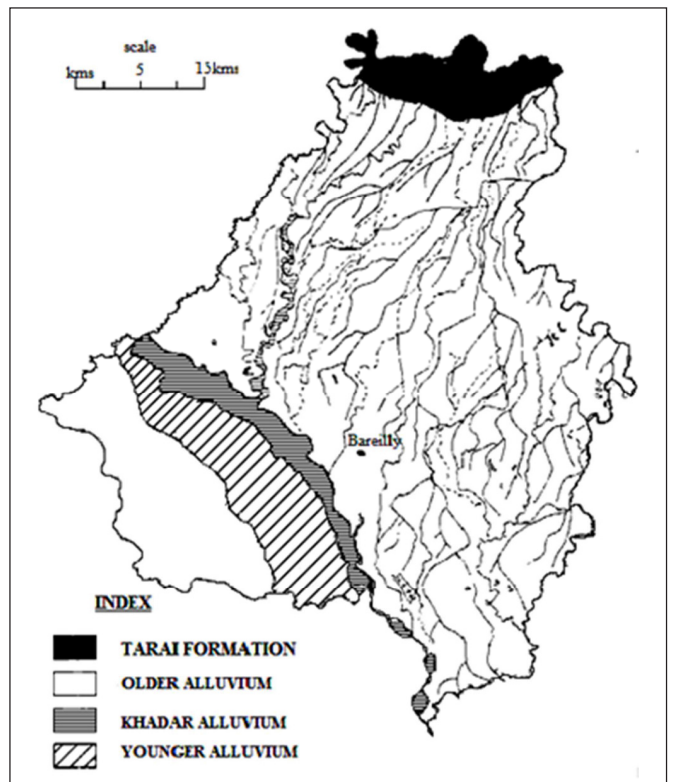 scale
kms 5 15kms
Bareilly
INDEX
TARAI FORMATION
OLDER ALLUVIUM
KHADAR ALLUVIUM
YOUNGER ALLUVIUM